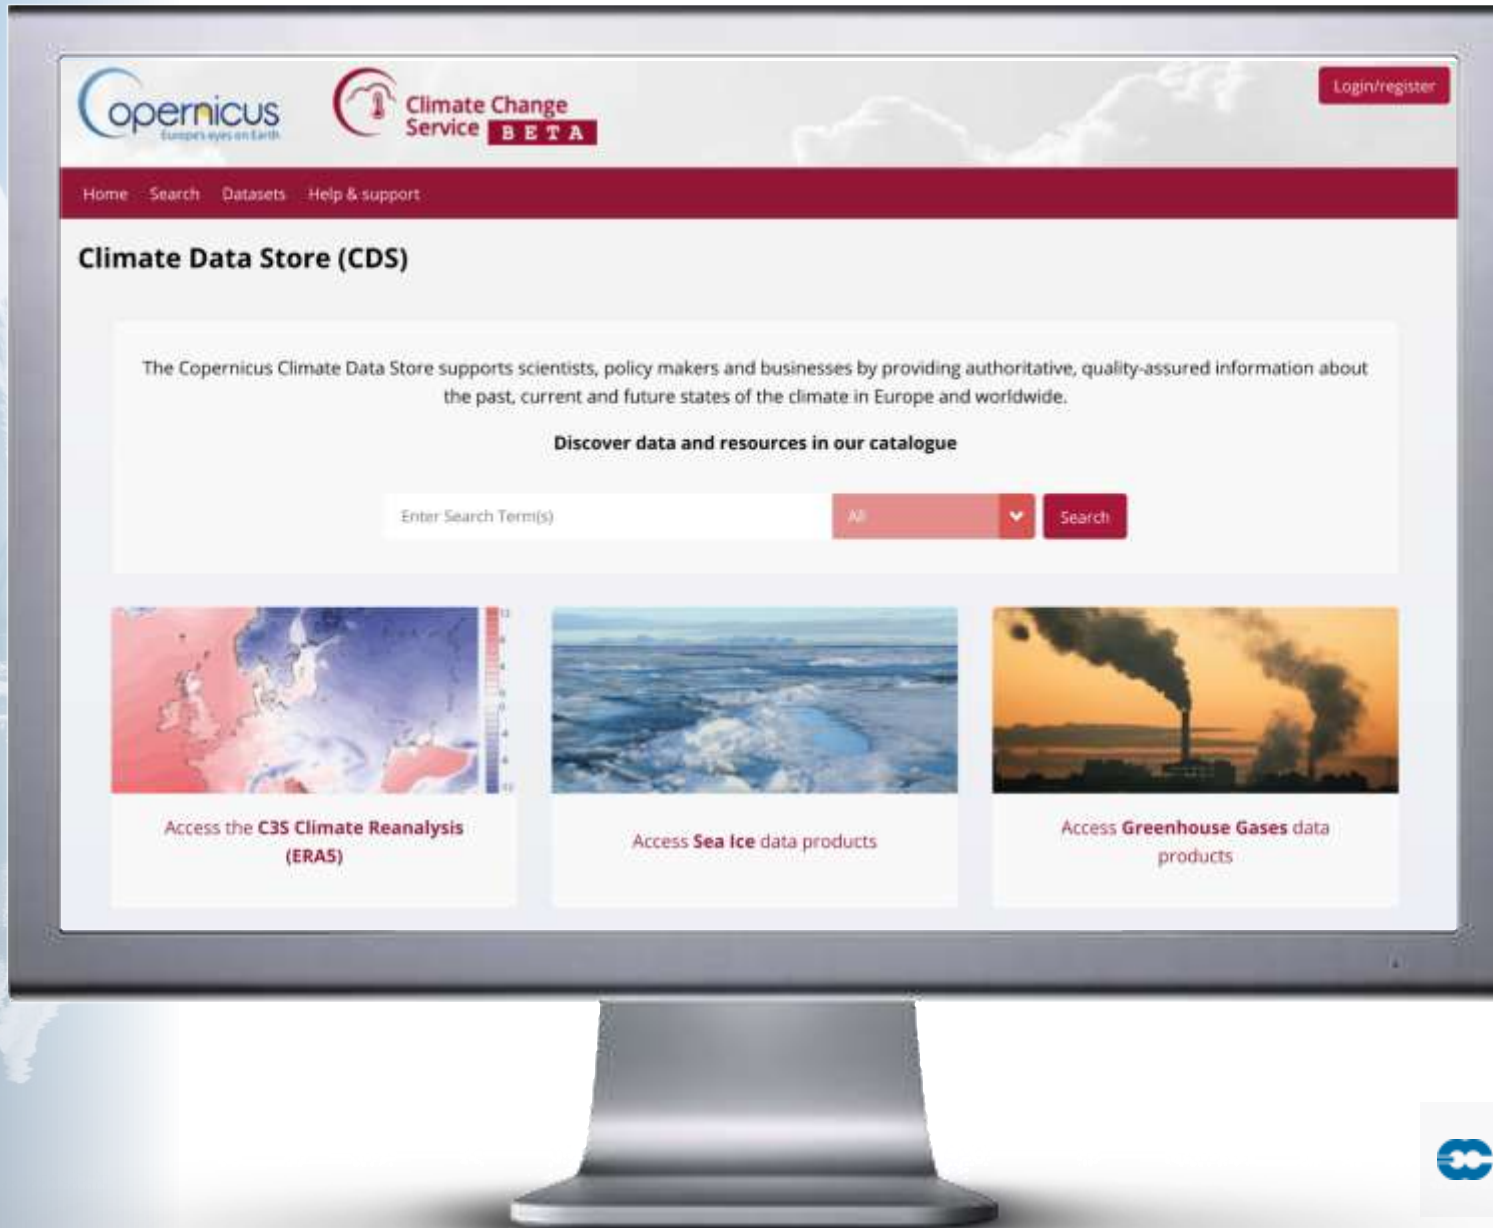 Copernicus
Europe's eyes on Earth
Climate Change
Service BETA
Login/register
Home Search Datasets Help & support
Climate Data Store (CDS)
The Copernicus Climate Data Store supports scientists, policy makers and businesses by providing authoritative, quality-assured information about
the past, current and future states of the climate in Europe and worldwide.
Discover data and resources in our catalogue
Enter Search Term(s)
All
Search
Access the C3S Climate Reanalysis
(ERA5)
Access Sea Ice data products
Access Greenhouse Gases data
products